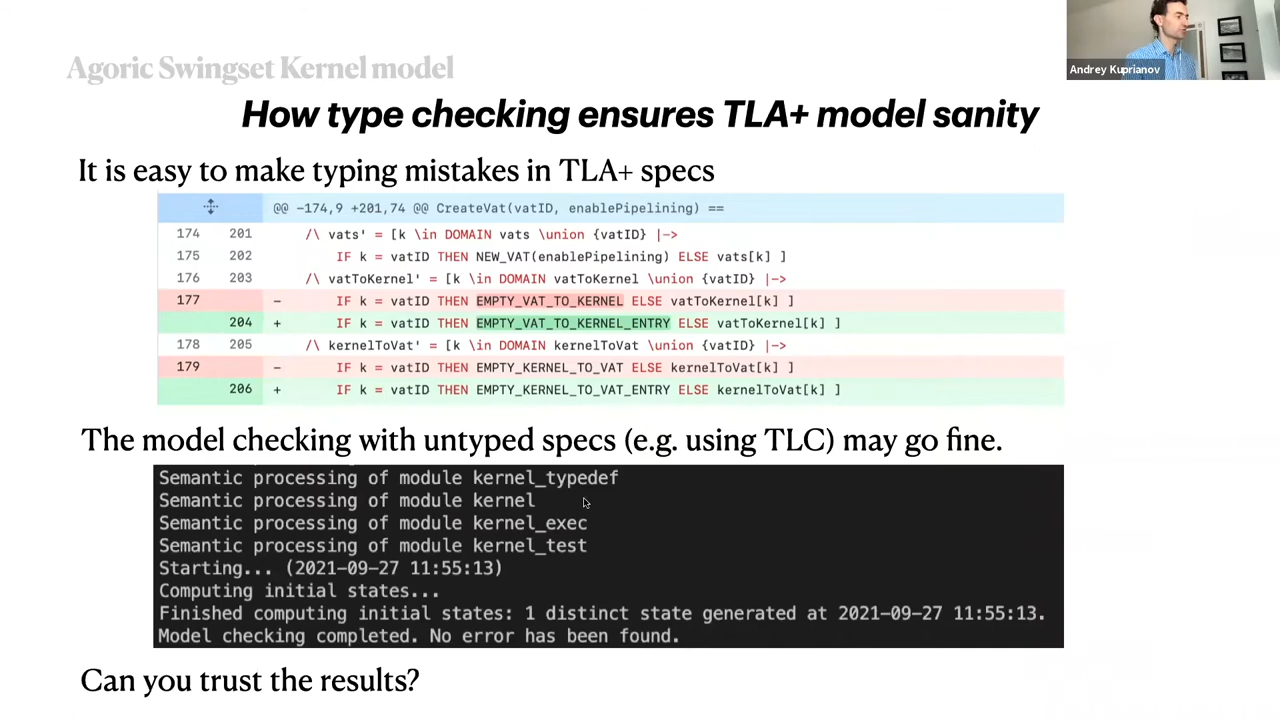 Agoric Swingset Kernel model
Andrey Kuprianov
How type checking ensures TLA+ model sanity
It is easy to make typing mistakes in TLA+ specs
@@ -174,9 +201,74 @@ CreateVat(vatID, enablePipelining) ==
174 201 /\ vats' = [k \in DOMAIN vats \union {vatID} |->
175 202 IF k = vatID THEN NEW_VAT(enablePipelining) ELSE vats[k] ]
176 203 /\ vatToKernel' = [k \in DOMAIN vatToKernel \union {vatID} |->
177 - IF k = vatID THEN EMPTY_VAT_TO_KERNEL ELSE vatToKernel[k] ]
204 + IF k = vatID THEN EMPTY_VAT_TO_KERNEL_ENTRY ELSE vatToKernel[k] ]
178 205 /\ kernelToVat' = [k \in DOMAIN kernelToVat \union {vatID} |->
179 - IF k = vatID THEN EMPTY_KERNEL_TO_VAT ELSE kernelToVat[k] ]
206 + IF k = vatID THEN EMPTY_KERNEL_TO_VAT_ENTRY ELSE kernelToVat[k] ]
The model checking with untyped specs (e.g. using TLC) may go fine.
Semantic processing of module kernel_typedef
Semantic processing of module kernel
Semantic processing of module kernel_exec
Semantic processing of module kernel_test
Starting... (2021-09-27 11:55:13)
Computing initial states...
Finished computing initial states: 1 distinct state generated at 2021-09-27 11:55:13.
Model checking completed. No error has been found.
Can you trust the results?